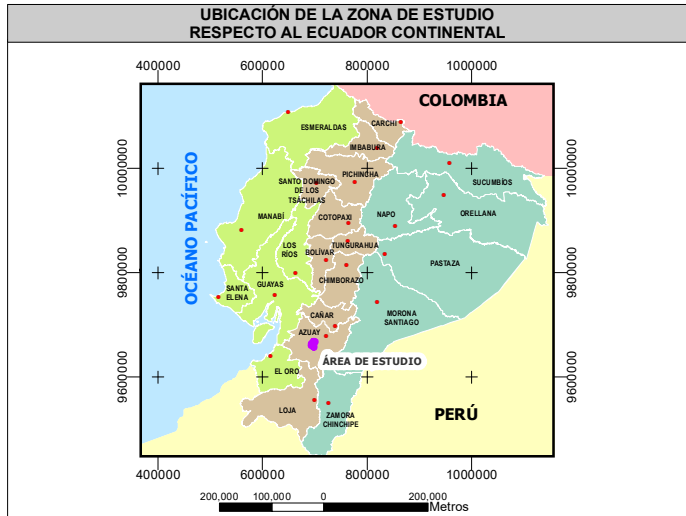 UBICACIÓN DE LA ZONA DE ESTUDIO
RESPECTO AL ECUADOR CONTINENTAL
400000 600000 800000 1000000
COLOMBIA
CARCHI
ESMERALDAS
IMBABURA
10000000
10000000
PICHINCHA
SUCUMBÍOS
SANTO DOMINGO
DE LOS
TSÁCHILAS
OCÉANO PACÍFICO
MANABÍ
COTOPAXI
NAPO
ORELLANA
LOS
RÍOS
TUNGURAHUA
BOLÍVAR
PASTAZA
9800000
9800000
SANTA
ELENA
GUAYAS
CHIMBORAZO
CAÑAR
MORONA
SANTIAGO
AZUAY
ÁREA DE ESTUDIO
EL ORO
9600000
9600000
LOJA
ZAMORA
CHINCHIPE
PERÚ
400000 600000 800000 1000000
200,000 100,000 0 200,000
Metros